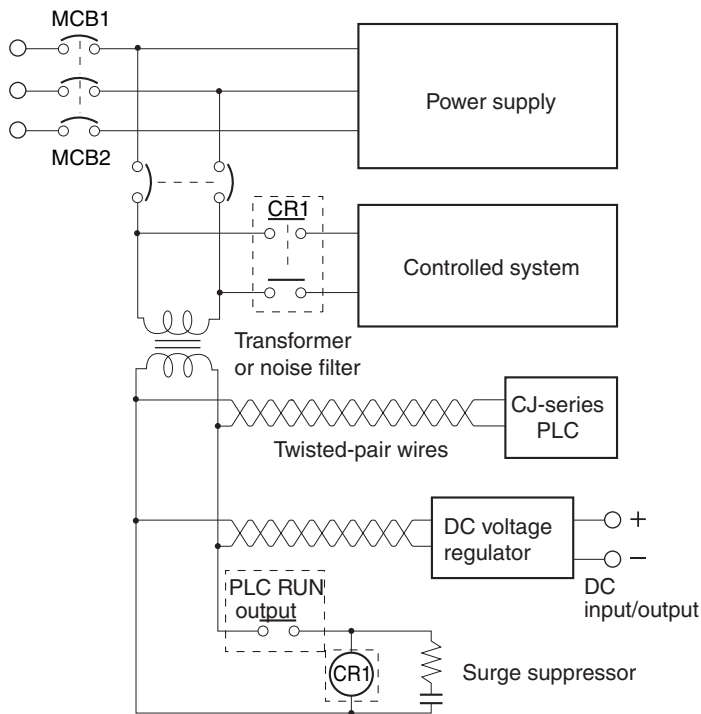 MCB1
Power supply
MCB2
CR1
Controlled system
Transformer
or noise filter
CJ-series
PLC
Twisted-pair wires
DC voltage
regulator
+
−
DC
input/output
PLC RUN
output
CR1
Surge suppressor